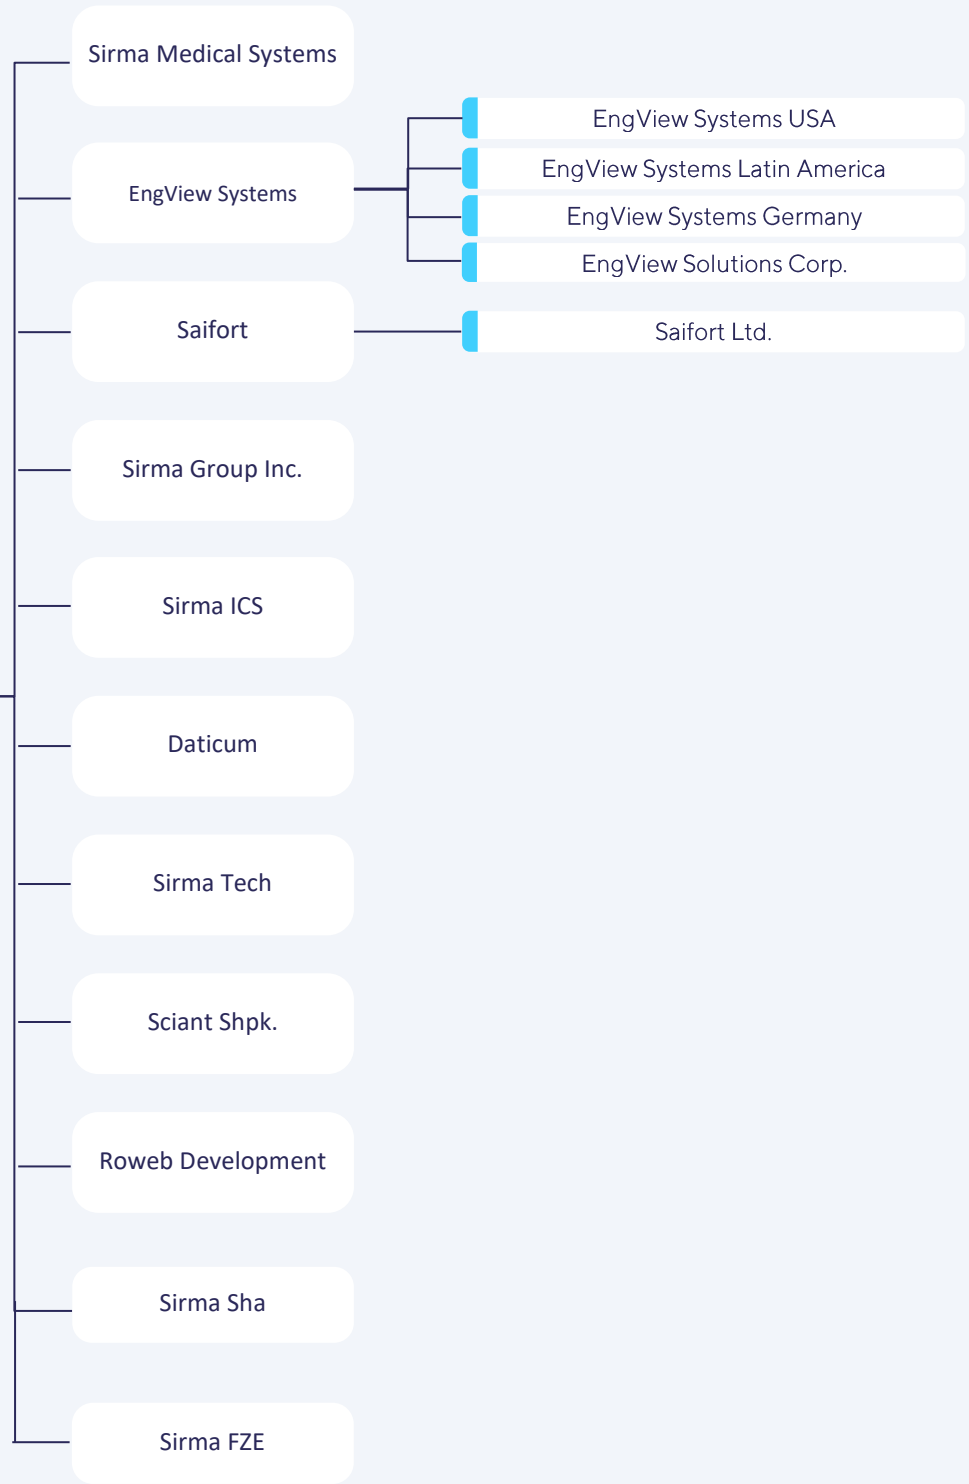 Sirma Medical Systems
EngView Systems
EngView Systems USA
EngView Systems Latin America
EngView Systems Germany
EngView Solutions Corp.
Saifort
Saifort Ltd.
Sirma Group Inc.
Sirma ICS
Daticum
Sirma Tech
Sciant Shpk.
Roweb Development
Sirma Sha
Sirma FZE